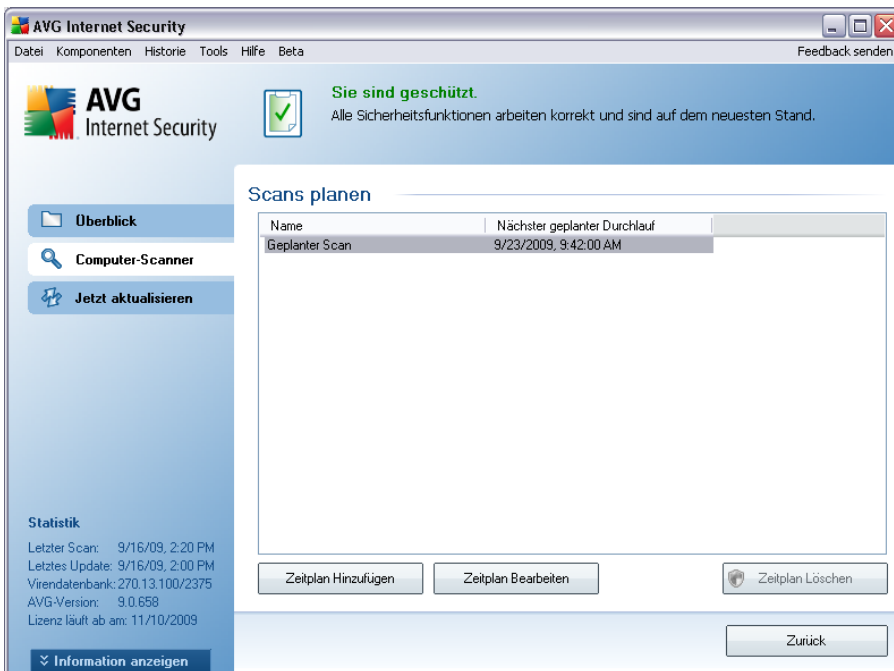 AVG Internet Security
Datei Komponenten Historie Tools Hilfe Beta Feedback senden
AVG
Internet Security
Sie sind geschützt.
Alle Sicherheitsfunktionen arbeiten korrekt und sind auf dem neuesten Stand.
Überblick
Computer-Scanner
Jetzt aktualisieren
Scans planen
Name Nächster geplanter Durchlauf
Geplanter Scan 9/23/2009, 9:42:00 AM
Zeitplan Hinzufügen Zeitplan Bearbeiten Zeitplan Löschen
Zurück
Statistik
Letzter Scan: 9/16/09, 2:20 PM
Letztes Update: 9/16/09, 2:00 PM
Virendatenbank: 270.13.100/2375
AVG-Version: 9.0.658
Lizenz läuft ab am: 11/10/2009
Information anzeigen